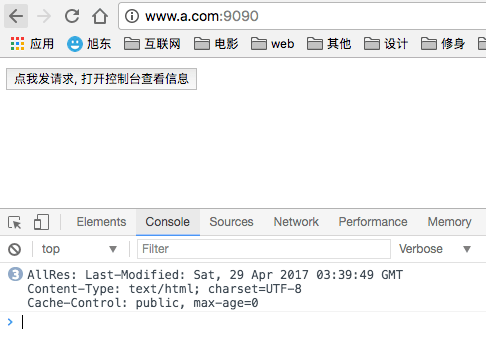 www.a.com:9090
应用 旭东 互联网 电影 web 其他 设计 修身
点我发请求, 打开控制台查看信息
Elements Console Sources Network Performance Memory
top Filter Verbose
3 AllRes: Last-Modified: Sat, 29 Apr 2017 03:39:49 GMT
Content-Type: text/html; charset=UTF-8
Cache-Control: public, max-age=0